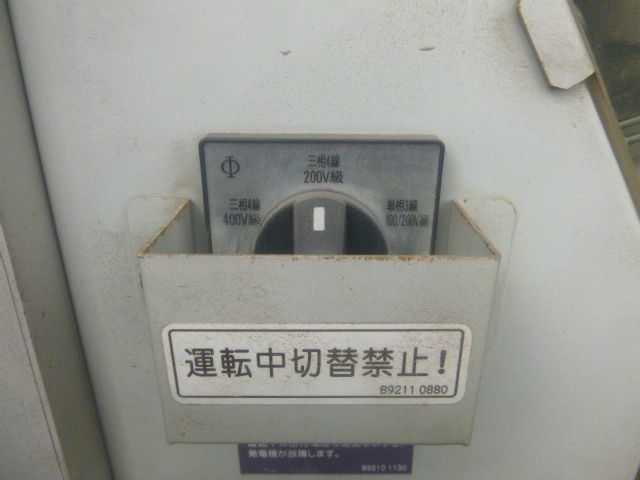 Φ
三相4線
200V級
三相4線
400V級
単相3線
100/200V級
運転中切替禁止!
B9211 0880
発電機が故障します。
B9210 1130